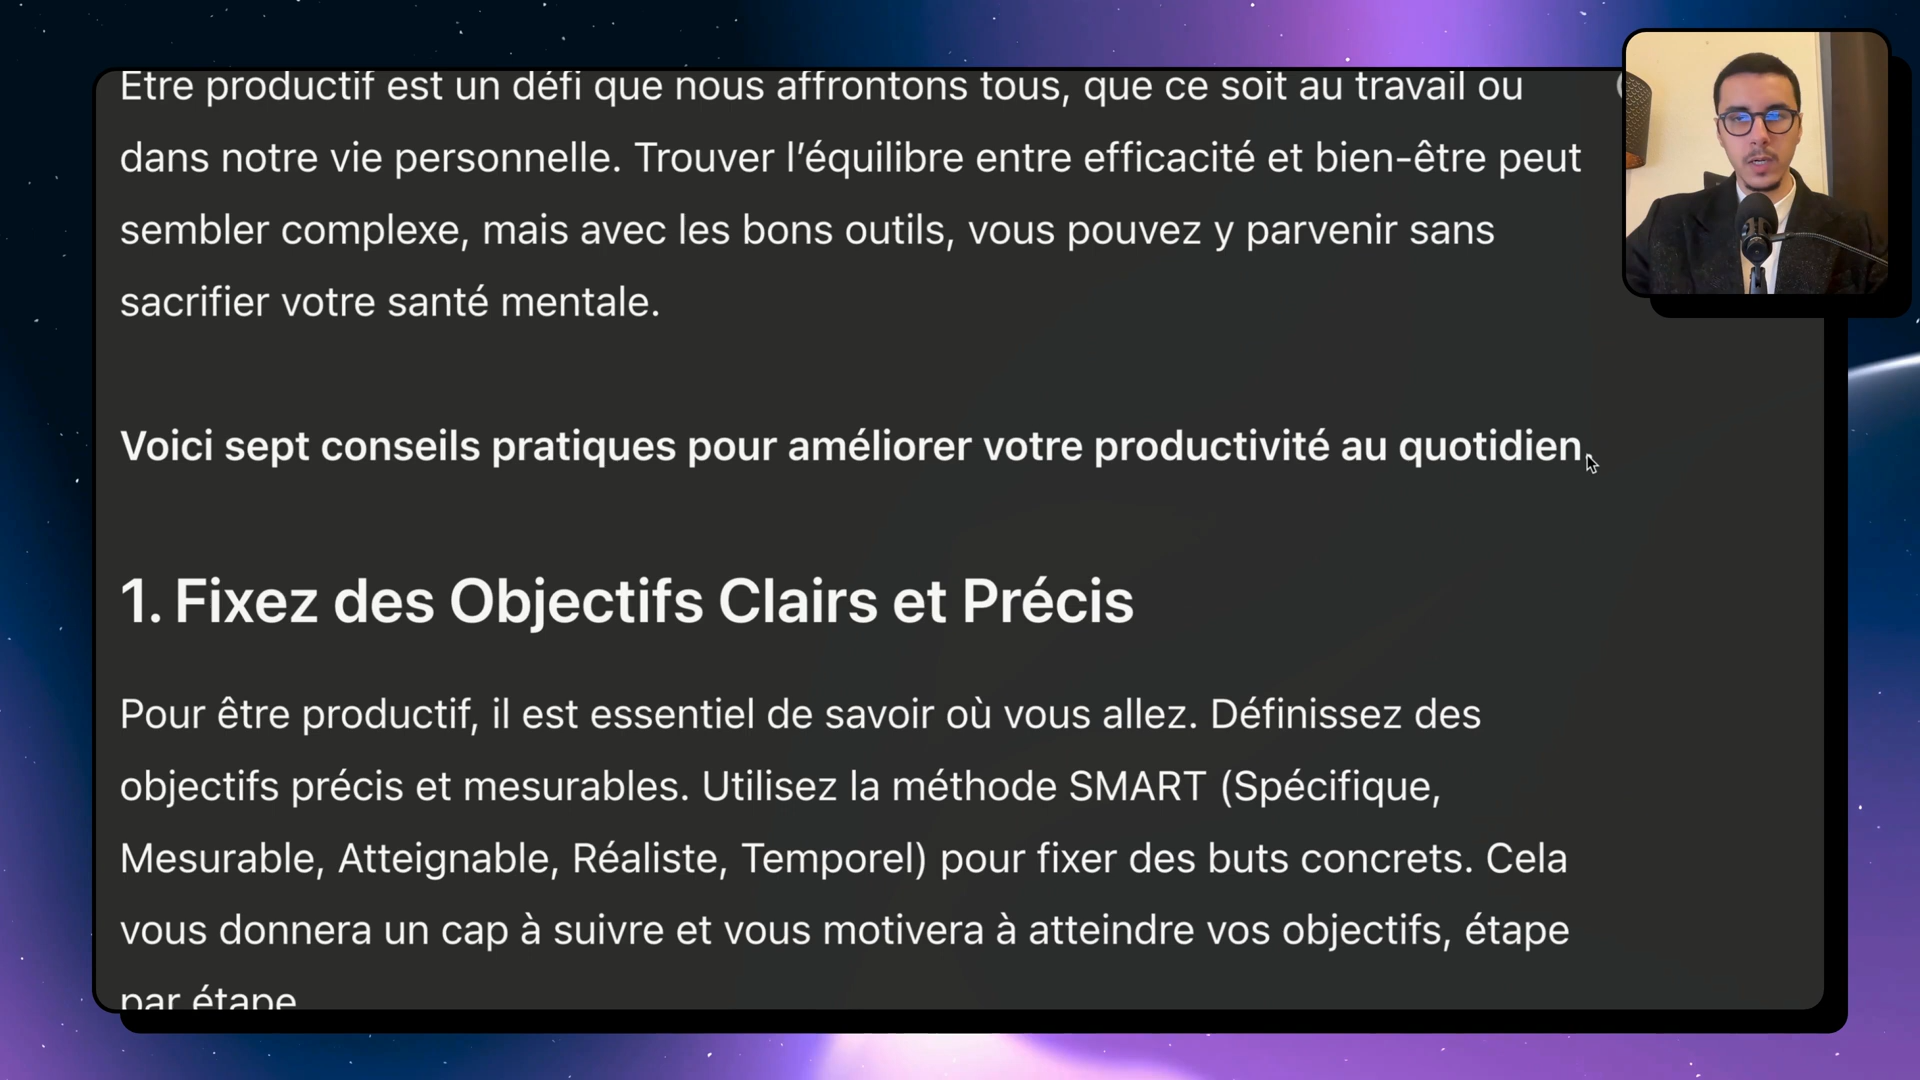 Etre productif est un défi que nous affrontons tous, que ce soit au travail ou
dans notre vie personnelle. Trouver l’équilibre entre efficacité et bien-être peut
sembler complexe, mais avec les bons outils, vous pouvez y parvenir sans
sacrifier votre santé mentale.
Voici sept conseils pratiques pour améliorer votre productivité au quotidien.
1. Fixez des Objectifs Clairs et Précis
Pour être productif, il est essentiel de savoir où vous allez. Définissez des
objectifs précis et mesurables. Utilisez la méthode SMART (Spécifique,
Mesurable, Atteignable, Réaliste, Temporel) pour fixer des buts concrets. Cela
vous donnera un cap à suivre et vous motivera à atteindre vos objectifs, étape
par étape